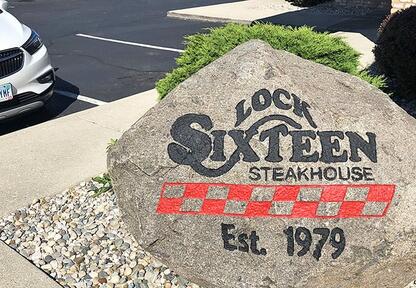 LOCK
SIXTEEN
STEAKHOUSE
Est. 1979